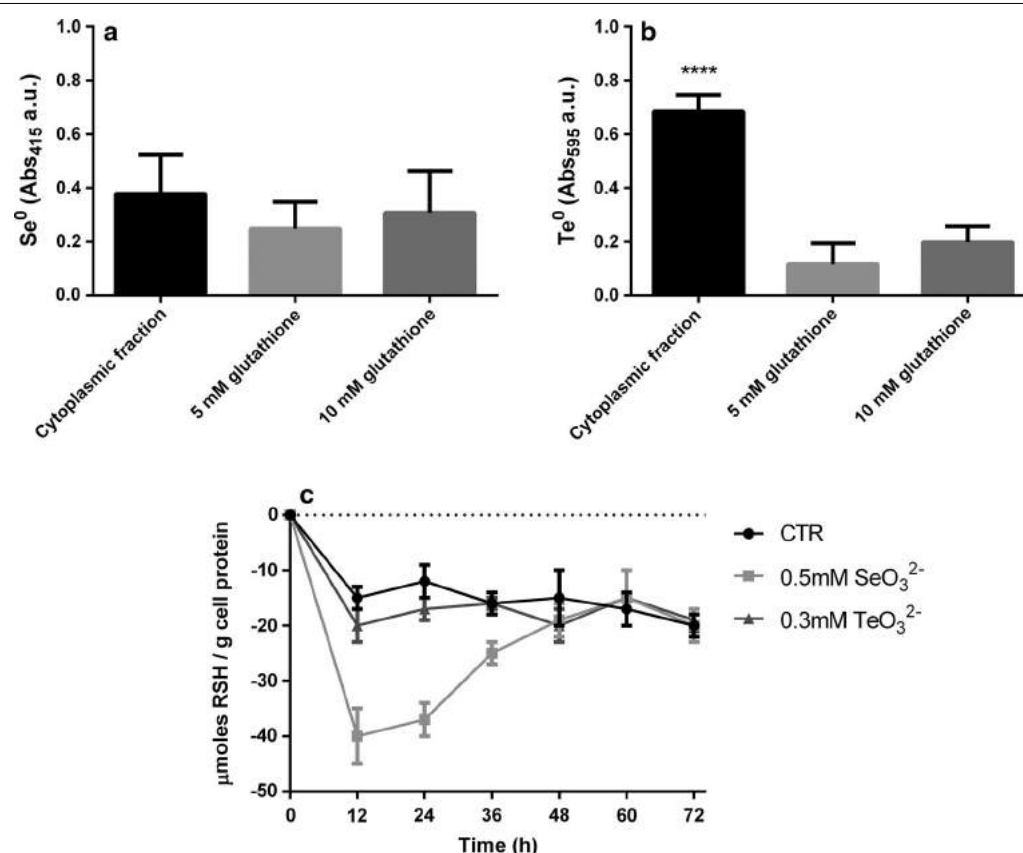 a
Se⁰ (Abs₄₁₅ a.u.)
1.0
0.8
0.6
0.4
0.2
0.0
Cytoplasmic fraction
5 mM glutathione
10 mM glutathione
b
Te⁰ (Abs₅₉₅ a.u.)
1.0
0.8
0.6
0.4
0.2
0.0
****
Cytoplasmic fraction
5 mM glutathione
10 mM glutathione
c
μmoles RSH / g cell protein
0
-10
-20
-30
-40
-50
0 12 24 36 48 60 72
Time (h)
CTR
0.5mM SeO₃²⁻
0.3mM TeO₃²⁻